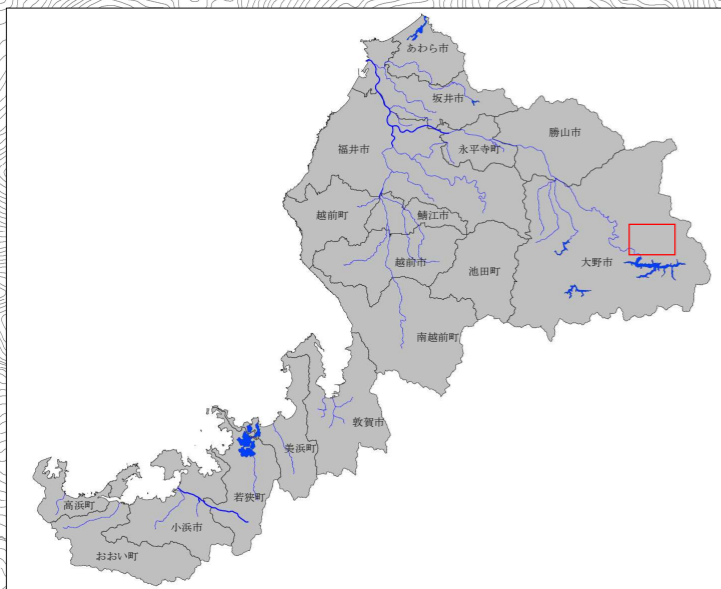 あわら市
坂井市
勝山市
福井市
永平寺町
越前町
鯖江市
大野市
越前市
池田町
南越前町
敦賀市
美浜町
若狭町
高浜町
小浜市
おおい町